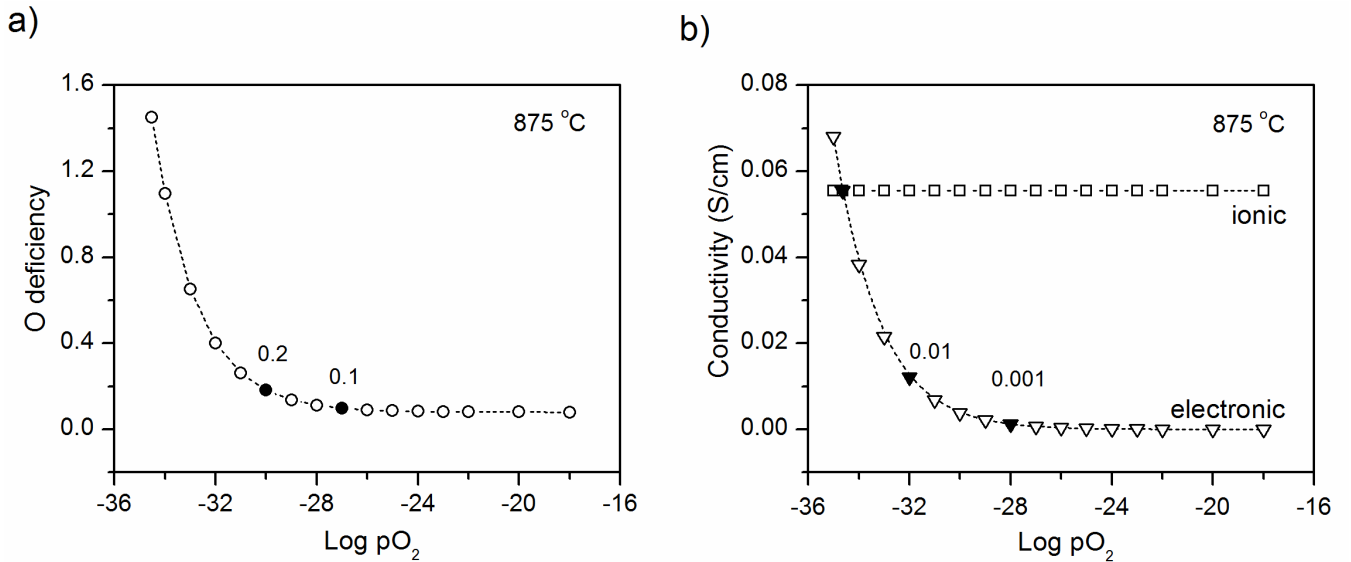 a)
1.6
1.2
0.8
0.4
0.0
O deficiency
875 °C
0.2
0.1
-36 -32 -28 -24 -20 -16
Log pO₂
b)
0.08
0.06
0.04
0.02
0.00
Conductivity (S/cm)
875 °C
ionic
0.01
0.001
electronic
-36 -32 -28 -24 -20 -16
Log pO₂